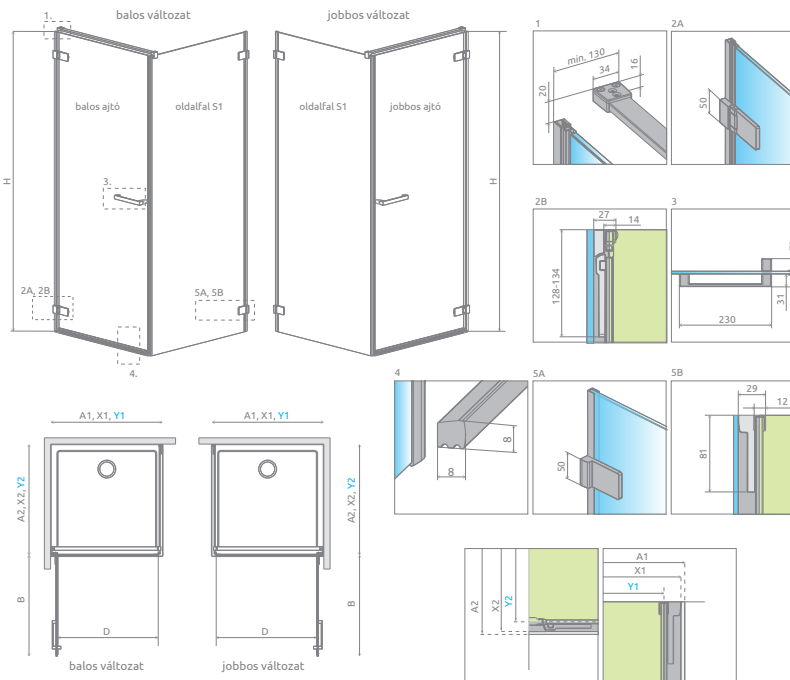 balos változat
jobbos változat
1.
balos ajtó
oldalfal S1
oldalfal S1
jobbos ajtó
H
H
3.
2A, 2B
5A, 5B
4.
1
min. 130
34
16
20
2A
50
2B
27
14
128-134
3
31
230
4
8
8
5A
50
5B
29
12
81
A1, X1, Y1
A1, X1, Y1
A2, X2, Y2
A2, X2, Y2
B
B
D
D
balos változat
jobbos változat
A2
X2
Y2
A1
X1
Y1